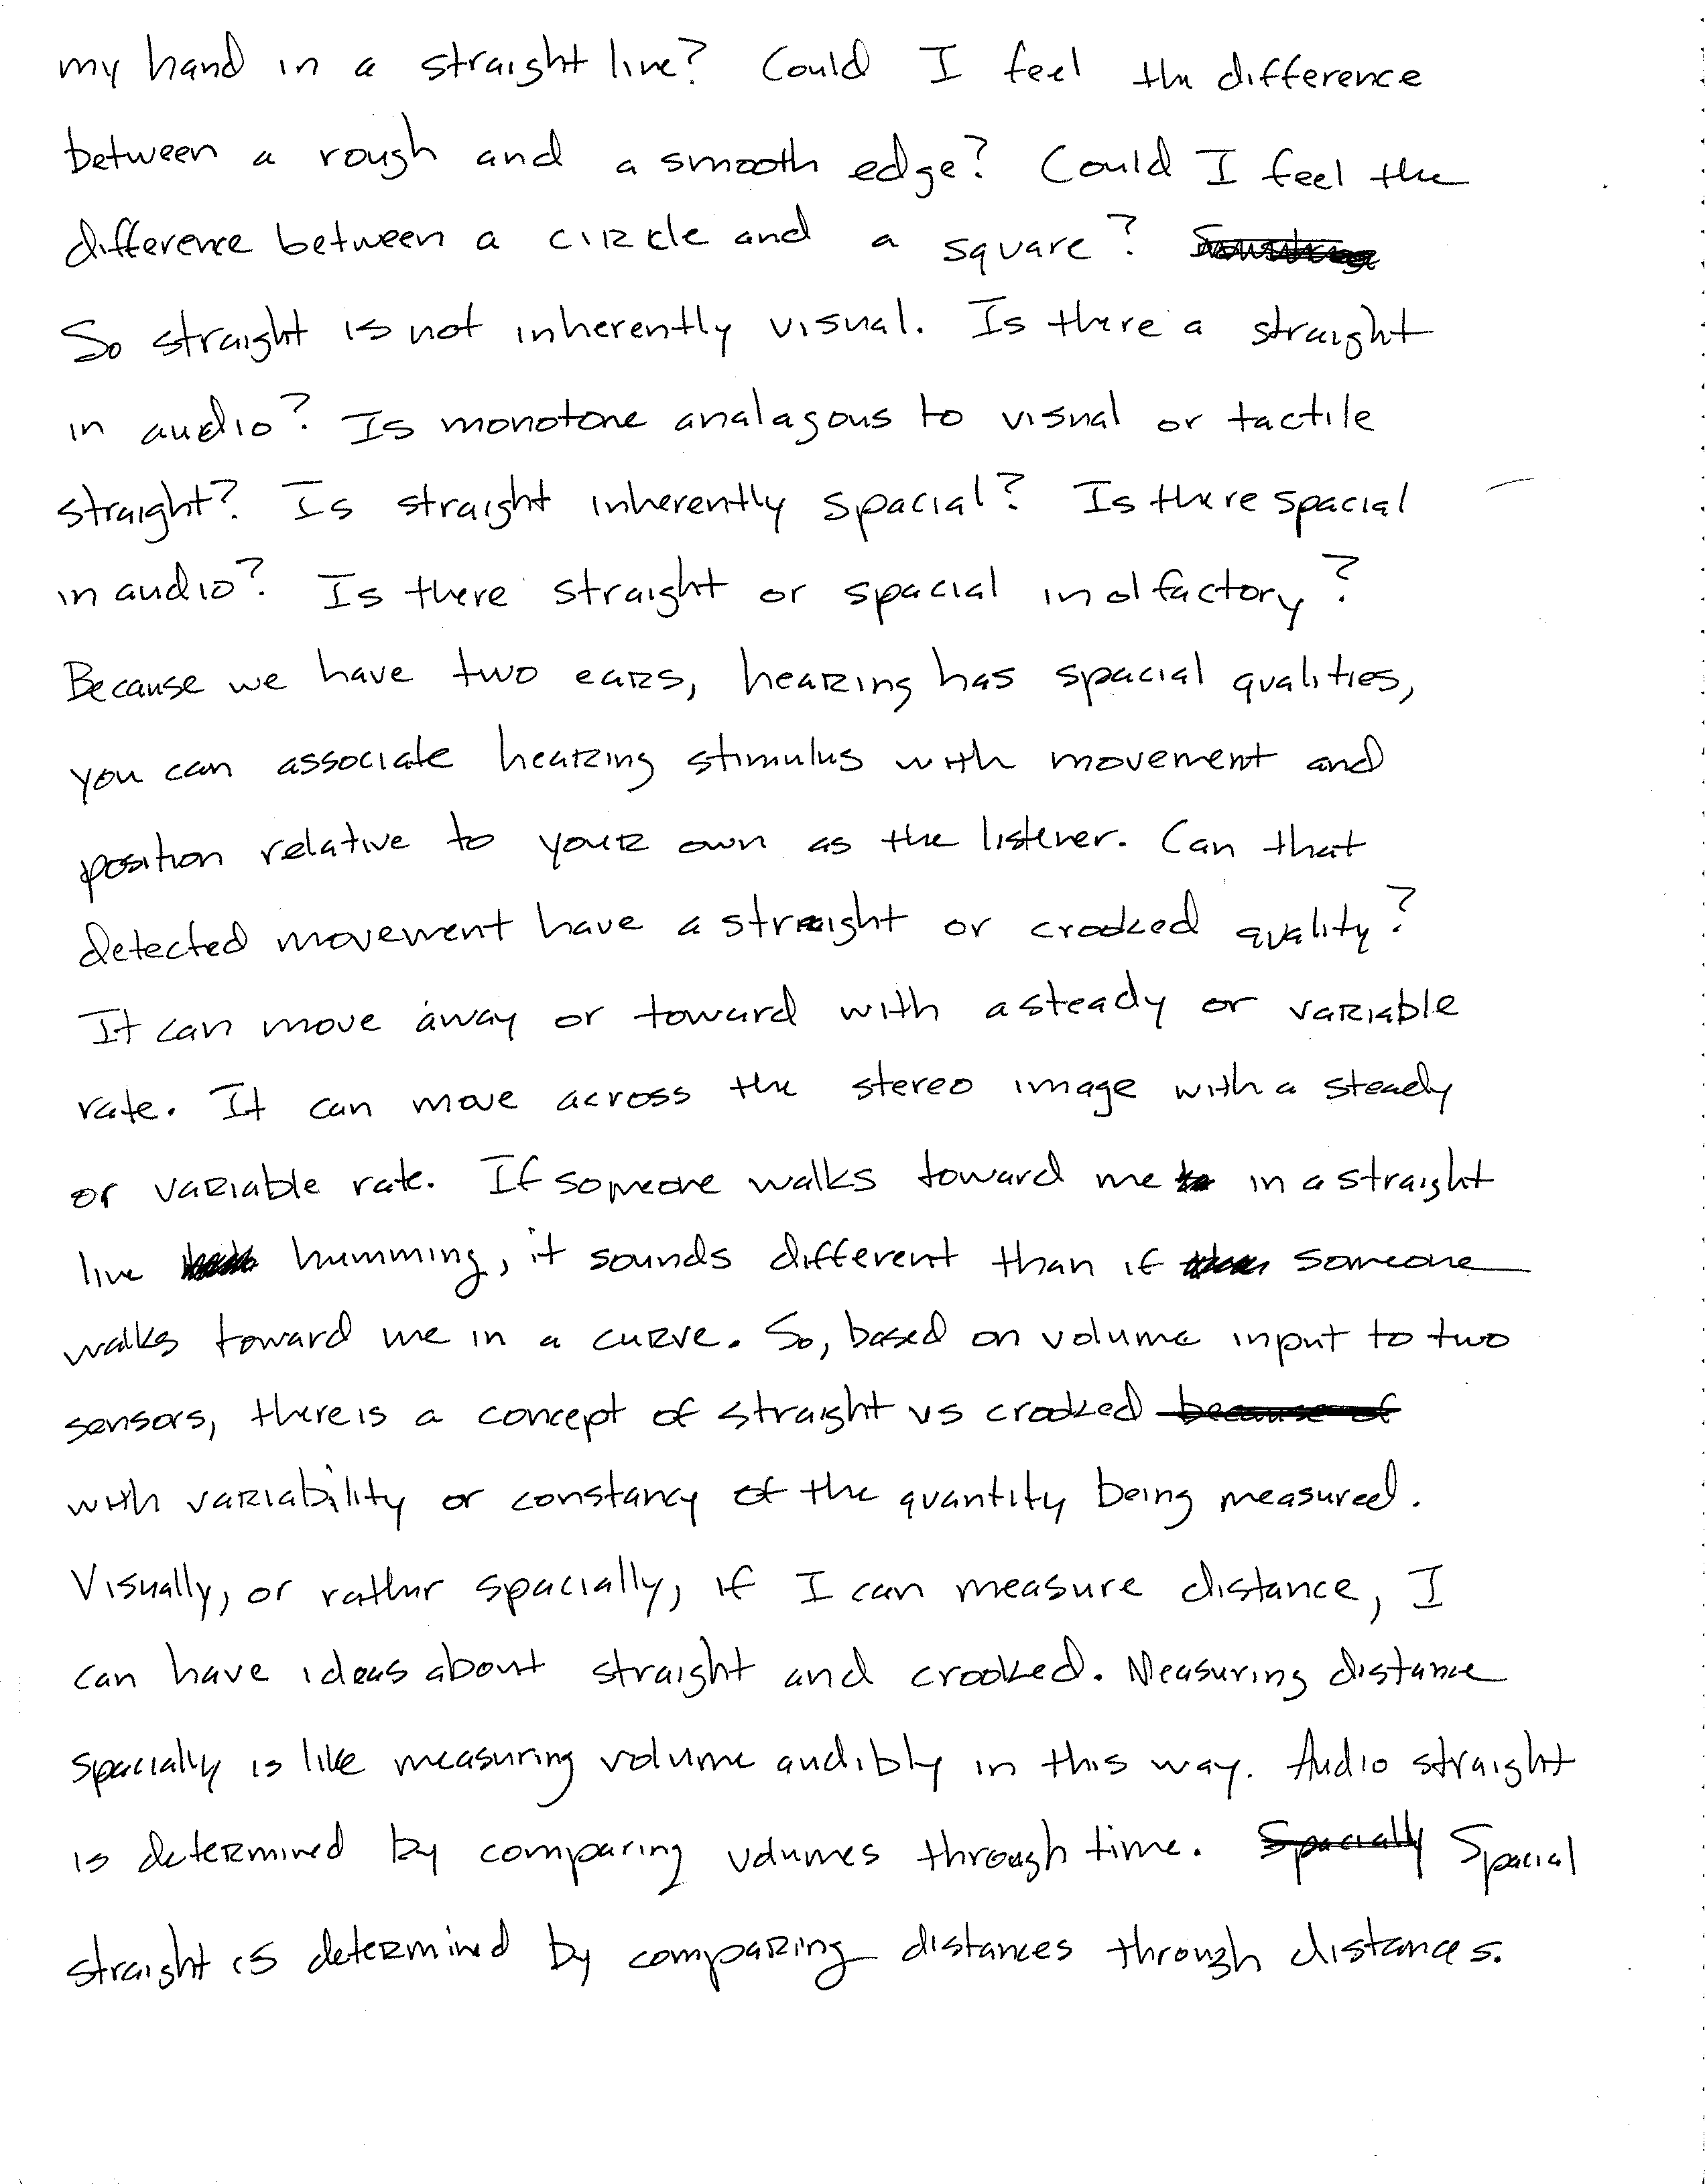 my hand in a straight line? Could I feel the difference
between a rough and a smooth edge? Could I feel the
difference between a circle and a square?
So straight is not inherently visual. Is there a straight
in audio? Is monotone analagous to visual or tactile
straight? Is straight inherently spacial? Is there spacial
in audio? Is there straight or spacial in olfactory?
Because we have two ears, hearing has spacial qualities,
you can associate hearing stimulus with movement and
position relative to your own as the listener. Can that
detected movement have a straight or crooked quality?
It can move away or toward with a steady or variable
rate. It can move across the stereo image with a steady
or variable rate. If someone walks toward me in a straight
line humming, it sounds different than if someone
walks toward me in a curve. So, based on volume input to two
sensors, there is a concept of straight vs crooked because of
with variability or constancy of the quantity being measured.
Visually, or rather spacially, if I can measure distance, I
can have ideas about straight and crooked. Measuring distance
spacially is like measuring volume audibly in this way. Audio straight
is determined by comparing volumes through time. Spacially Spacial
straight is determined by comparing distances through distances.